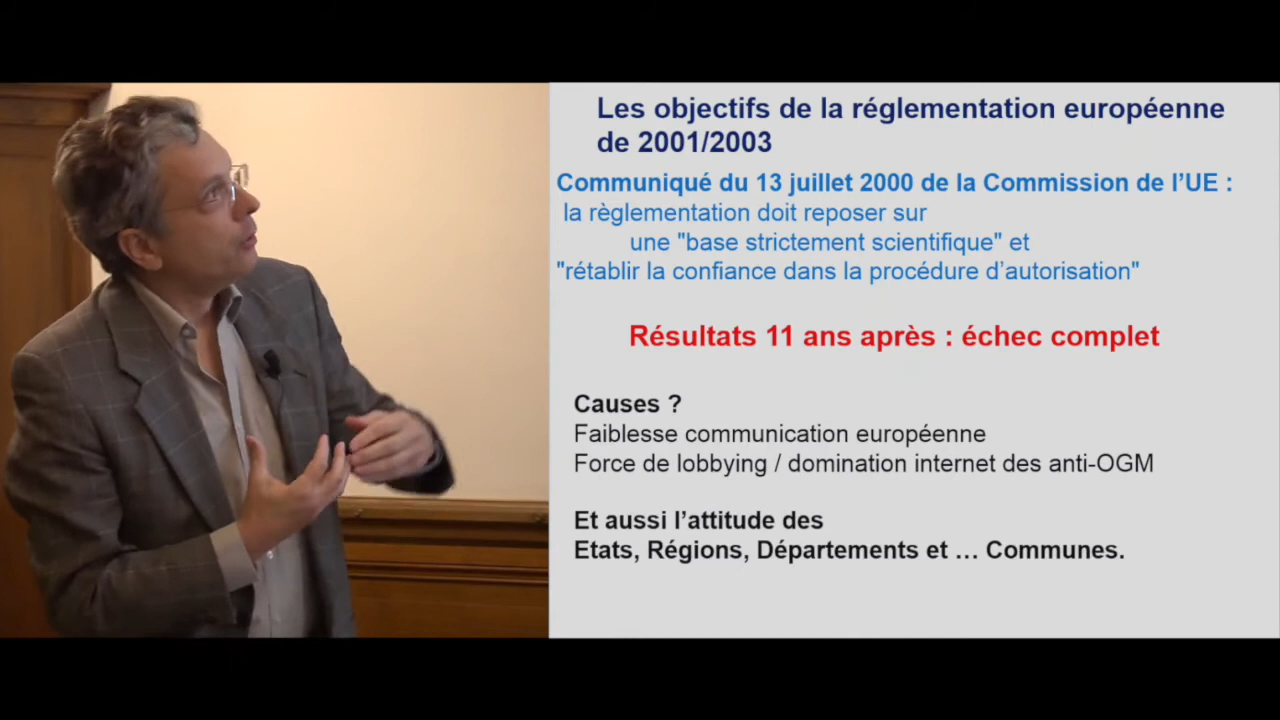 Les objectifs de la réglementation européenne
de 2001/2003
Communiqué du 13 juillet 2000 de la Commission de l’UE :
la règlementation doit reposer sur
une "base strictement scientifique" et
"rétablir la confiance dans la procédure d’autorisation"
Résultats 11 ans après : échec complet
Causes ?
Faiblesse communication européenne
Force de lobbying / domination internet des anti-OGM
Et aussi l’attitude des
Etats, Régions, Départements et … Communes.